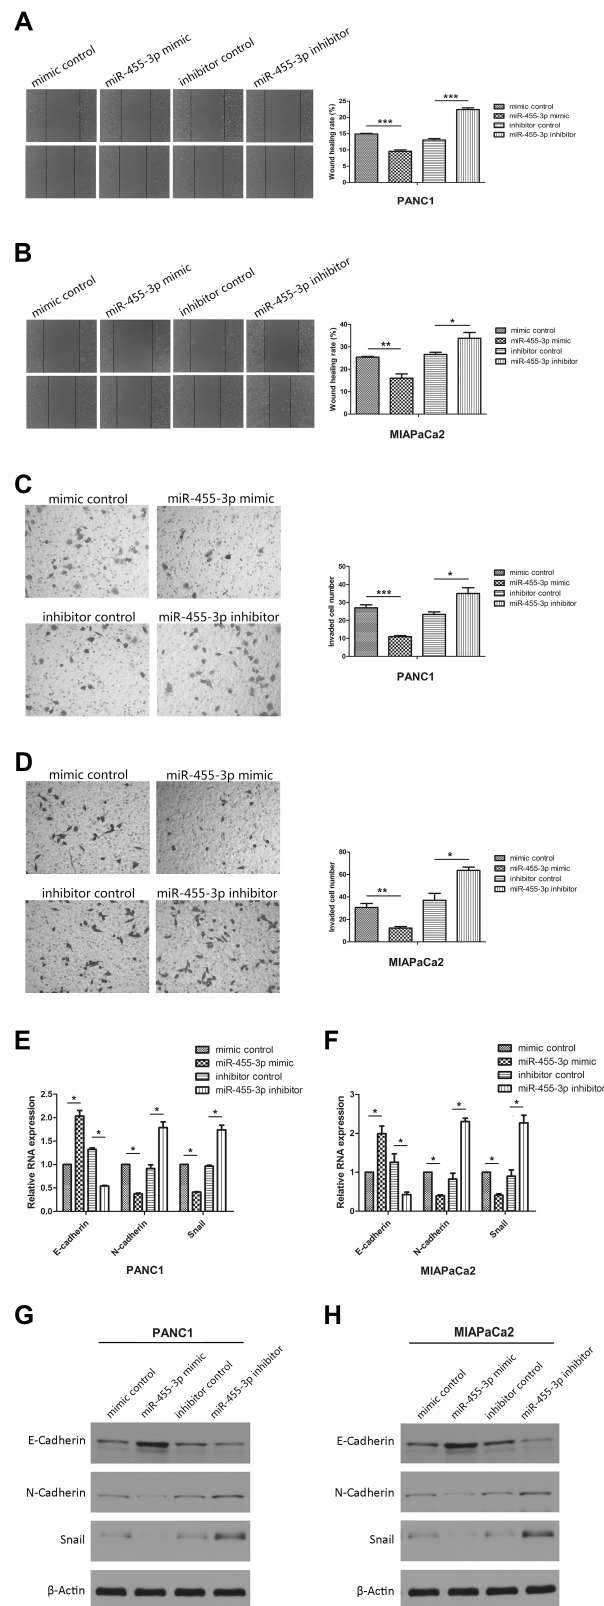 A
mimic control
miR-455-3p mimic
inhibitor control
miR-455-3p inhibitor
Wound healing rate (%)
25
20
15
10
5
0
***
***
mimic control
miR-455-3p mimic
inhibitor control
miR-455-3p inhibitor
PANC1
B
mimic control
miR-455-3p mimic
inhibitor control
miR-455-3p inhibitor
Wound healing rate (%)
40
30
20
10
0
**
*
mimic control
miR-455-3p mimic
inhibitor control
miR-455-3p inhibitor
MIAPaCa2
C
mimic control
miR-455-3p mimic
inhibitor control
miR-455-3p inhibitor
Invaded cell number
50
40
30
20
10
0
***
*
mimic control
miR-455-3p mimic
inhibitor control
miR-455-3p inhibitor
PANC1
D
mimic control
miR-455-3p mimic
inhibitor control
miR-455-3p inhibitor
Invaded cell number
80
60
40
20
0
**
*
mimic control
miR-455-3p mimic
inhibitor control
miR-455-3p inhibitor
MIAPaCa2
E
mimic control
miR-455-3p mimic
inhibitor control
miR-455-3p inhibitor
Relative RNA expression
2.5
2.0
1.5
1.0
0.5
0.0
*
*
*
*
*
*
E-cadherin
N-cadherin
Snail
PANC1
F
mimic control
miR-455-3p mimic
inhibitor control
miR-455-3p inhibitor
Relative RNA expression
3
2
1
0
*
*
*
*
*
*
E-cadherin
N-cadherin
Snail
MIAPaCa2
G
PANC1
mimic control
miR-455-3p mimic
inhibitor control
miR-455-3p inhibitor
E-Cadherin
N-Cadherin
Snail
β-Actin
H
MIAPaCa2
mimic control
miR-455-3p mimic
inhibitor control
miR-455-3p inhibitor
E-Cadherin
N-Cadherin
Snail
β-Actin